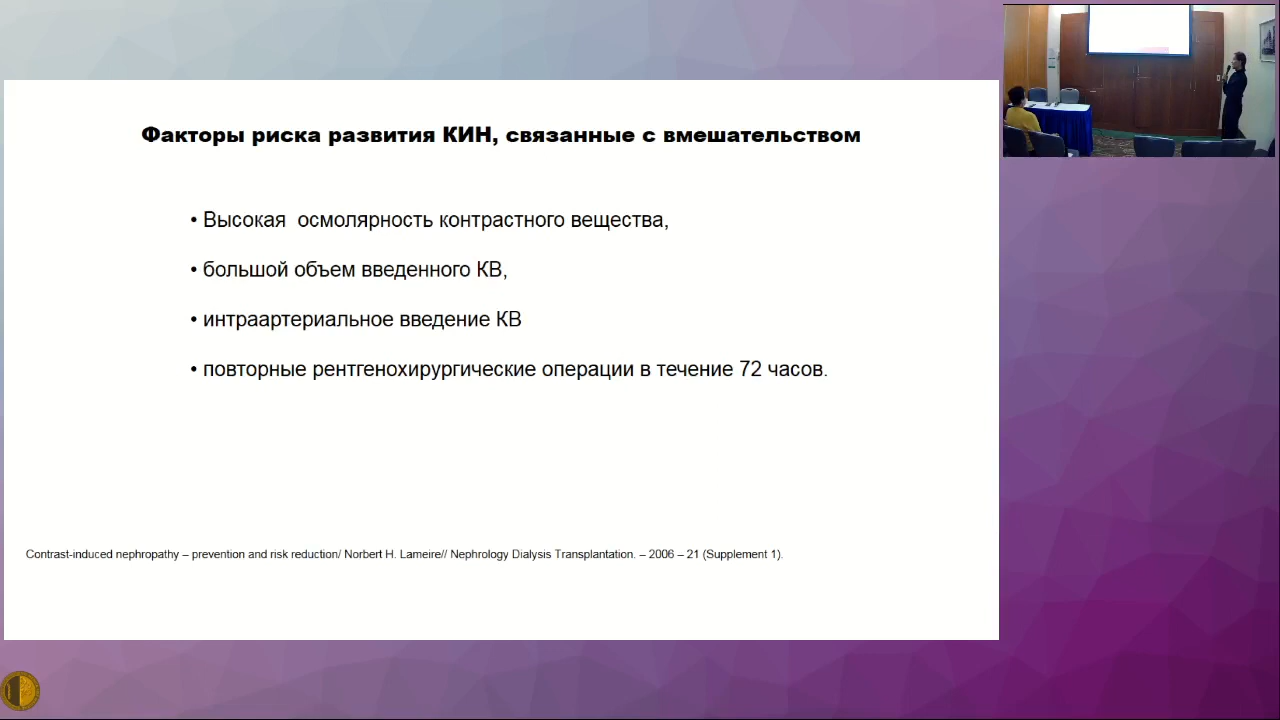 Факторы риска развития КИН, связанные с вмешательством
• Высокая  осмолярность контрастного вещества,
• большой объем введенного КВ,
• интраартериальное введение КВ
• повторные рентгенохирургические операции в течение 72 часов.
Contrast-induced nephropathy – prevention and risk reduction/ Norbert H. Lameire// Nephrology Dialysis Transplantation. – 2006 – 21 (Supplement 1).